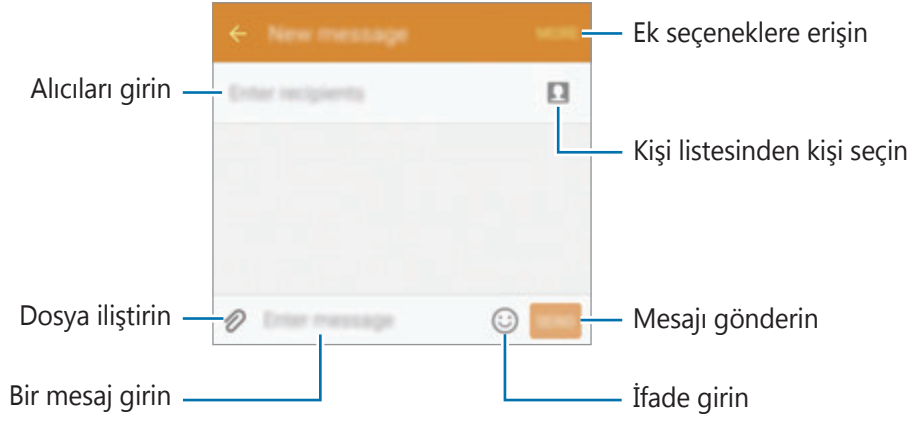 New message
MORE
Ek seçeneklere erişin
Alıcıları girin
Enter recipients
Kişi listesinden kişi seçin
Dosya iliştirin
Enter message
SEND
Mesajı gönderin
Bir mesaj girin
İfade girin